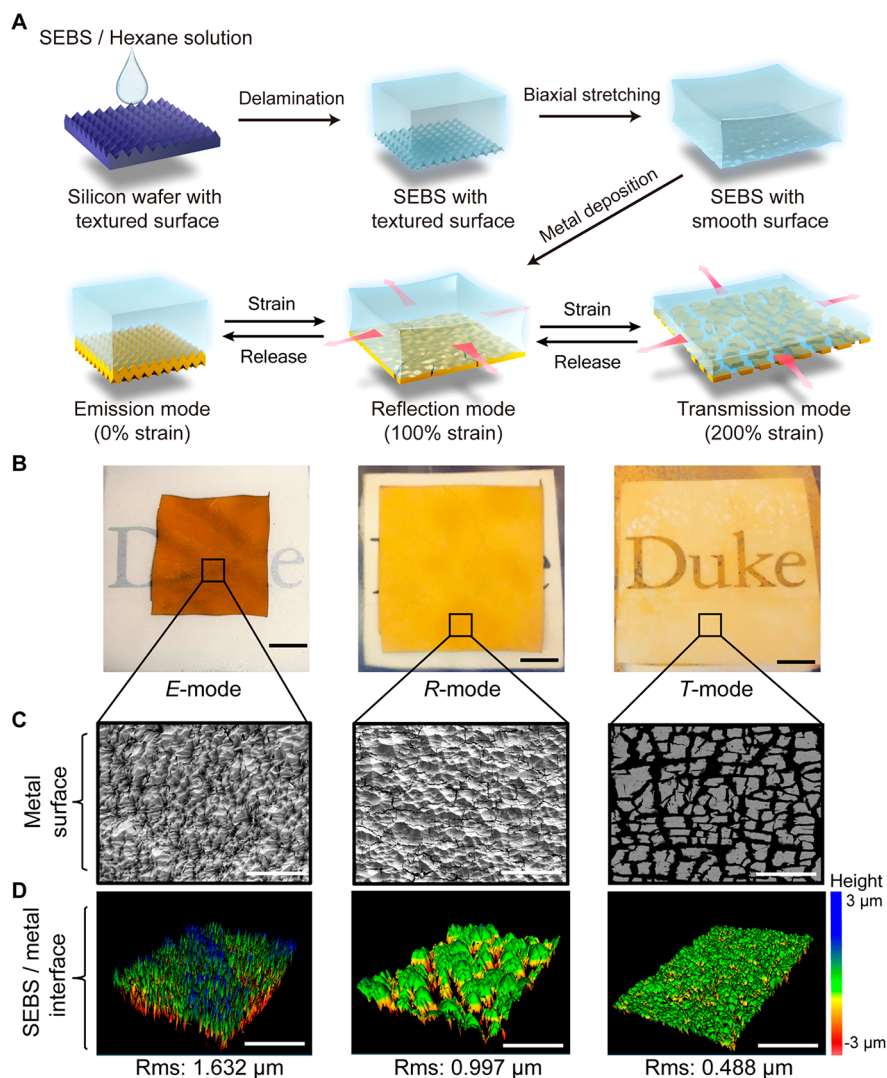 A
SEBS / Hexane solution
Delamination
Biaxial stretching
Silicon wafer with
textured surface
SEBS with
textured surface
SEBS with
smooth surface
Metal deposition
Strain
Release
Strain
Release
Emission mode
(0% strain)
Reflection mode
(100% strain)
Transmission mode
(200% strain)
B
D e
Duke
E-mode
R-mode
T-mode
C
Metal
surface
D
SEBS / metal
interface
Height
3 µm
-3 µm
Rms: 1.632 µm
Rms: 0.997 µm
Rms: 0.488 µm